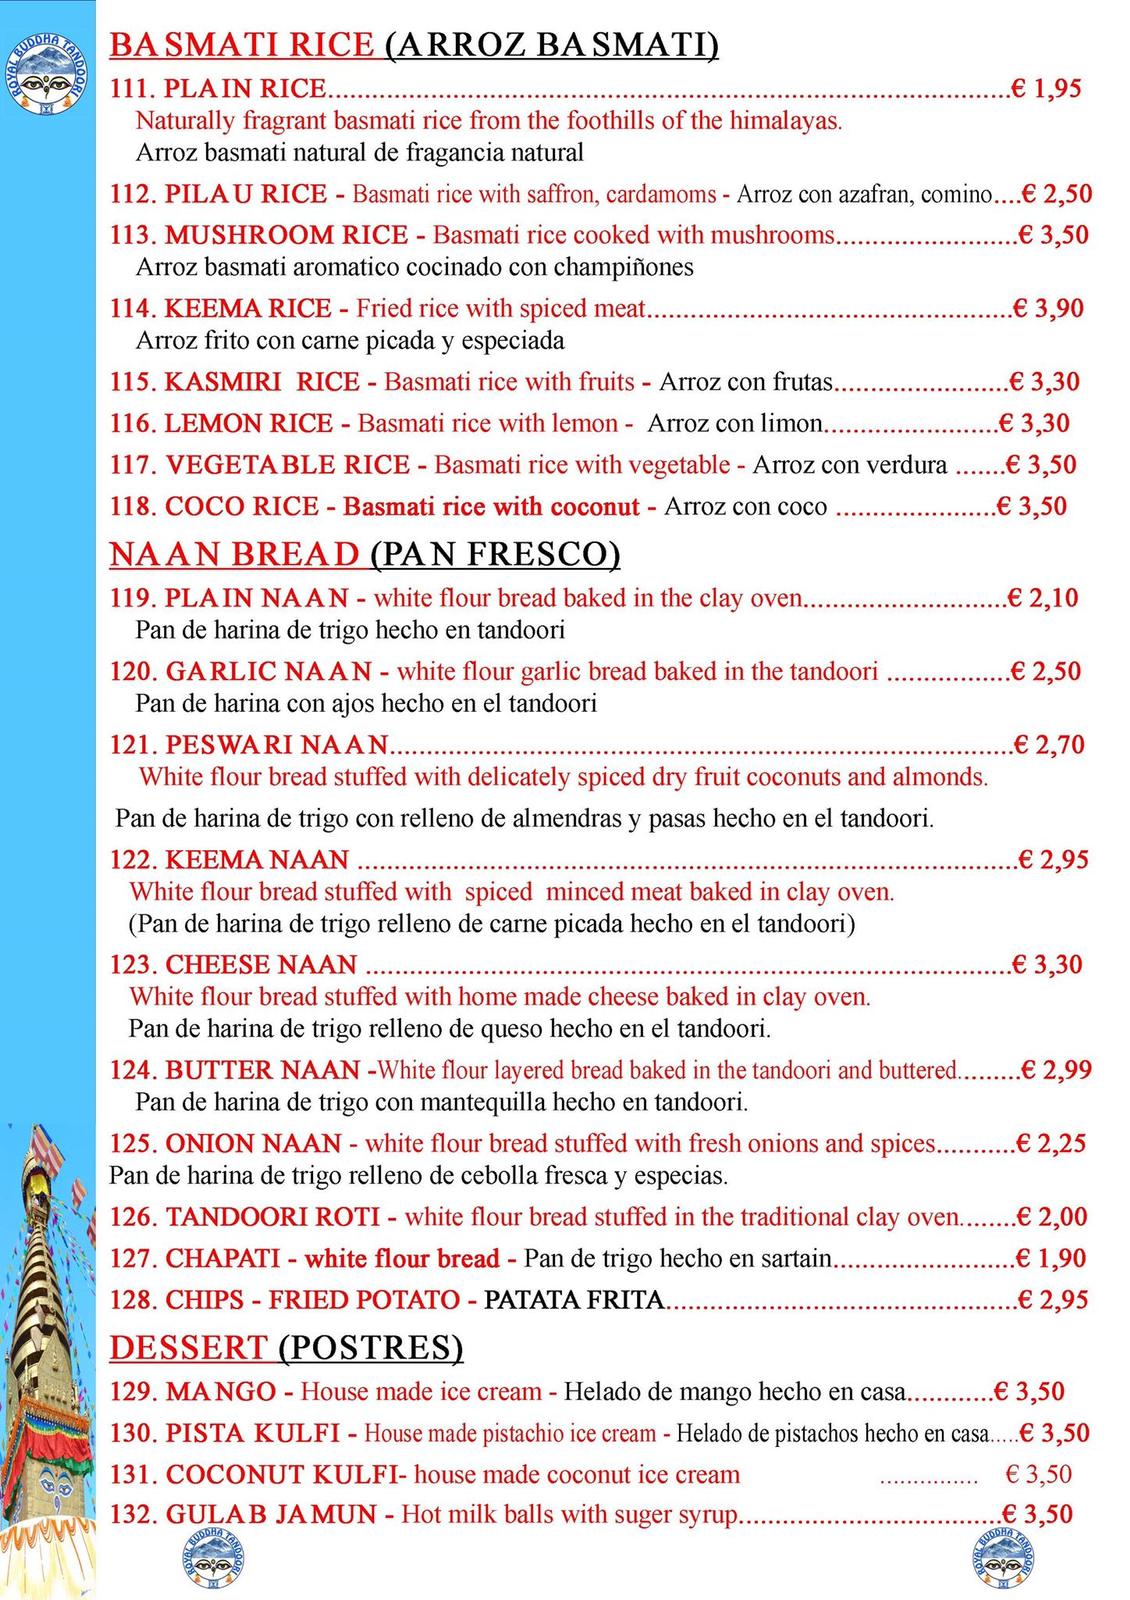 ROYAL BUDDHA TANDOORI
BASMATI RICE (ARROZ BASMATI)
111. PLAIN RICE....................................................................................€ 1,95
Naturally fragrant basmati rice from the foothills of the himalayas.
Arroz basmati natural de fragancia natural
112. PILAU RICE - Basmati rice with saffron, cardamoms - Arroz con azafran, comino....€ 2,50
113. MUSHROOM RICE - Basmati rice cooked with mushrooms......................€ 3,50
Arroz basmati aromatico cocinado con champiñones
114. KEEMA RICE - Fried rice with spiced meat.............................................€ 3,90
Arroz frito con carne picada y especiada
115. KASMIRI RICE - Basmati rice with fruits - Arroz con frutas.....................€ 3,30
116. LEMON RICE - Basmati rice with lemon - Arroz con limon.....................€ 3,30
117. VEGETABLE RICE - Basmati rice with vegetable - Arroz con verdura ......€ 3,50
118. COCO RICE - Basmati rice with coconut - Arroz con coco ....................€ 3,50
NAAN BREAD (PAN FRESCO)
119. PLAIN NAAN - white flour bread baked in the clay oven.........................€ 2,10
Pan de harina de trigo hecho en tandoori
120. GARLIC NAAN - white flour garlic bread baked in the tandoori ...............€ 2,50
Pan de harina con ajos hecho en el tandoori
121. PESWARI NAAN.............................................................................€ 2,70
White flour bread stuffed with delicately spiced dry fruit coconuts and almonds.
Pan de harina de trigo con relleno de almendras y pasas hecho en el tandoori.
122. KEEMA NAAN .................................................................................€ 2,95
White flour bread stuffed with spiced minced meat baked in clay oven.
(Pan de harina de trigo relleno de carne picada hecho en el tandoori)
123. CHEESE NAAN ................................................................................€ 3,30
White flour bread stuffed with home made cheese baked in clay oven.
Pan de harina de trigo relleno de queso hecho en el tandoori.
124. BUTTER NAAN -White flour layered bread baked in the tandoori and buttered........€ 2,99
Pan de harina de trigo con mantequilla hecho en tandoori.
125. ONION NAAN - white flour bread stuffed with fresh onions and spices..........€ 2,25
Pan de harina de trigo relleno de cebolla fresca y especias.
126. TANDOORI ROTI - white flour bread stuffed in the traditional clay oven.......€ 2,00
127. CHAPATI - white flour bread - Pan de trigo hecho en sartain......................€ 1,90
128. CHIPS - FRIED POTATO - PATATA FRITA...........................................€ 2,95
DESSERT (POSTRES)
129. MANGO - House made ice cream - Helado de mango hecho en casa...........€ 3,50
130. PISTA KULFI - House made pistachio ice cream - Helado de pistachos hecho en casa.....€ 3,50
131. COCONUT KULFI- house made coconut ice cream ............... € 3,50
132. GULAB JAMUN - Hot milk balls with suger syrup................................€ 3,50
ROYAL BUDDHA TANDOORI
ROYAL BUDDHA TANDOORI